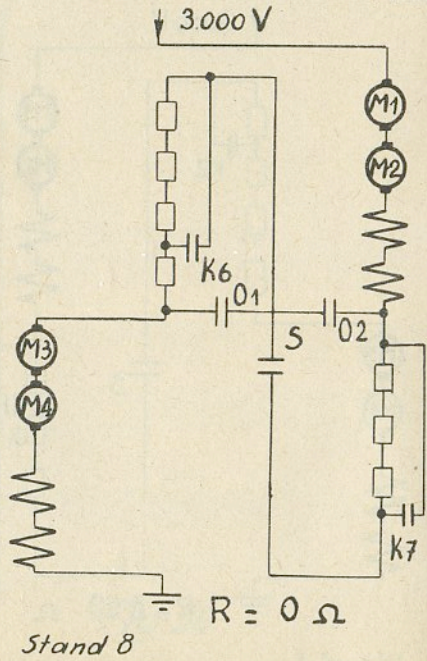 3.000 V
M1
M2
K6
O1
S
O2
M3
M4
K7
R = 0 Ω
Stand 8